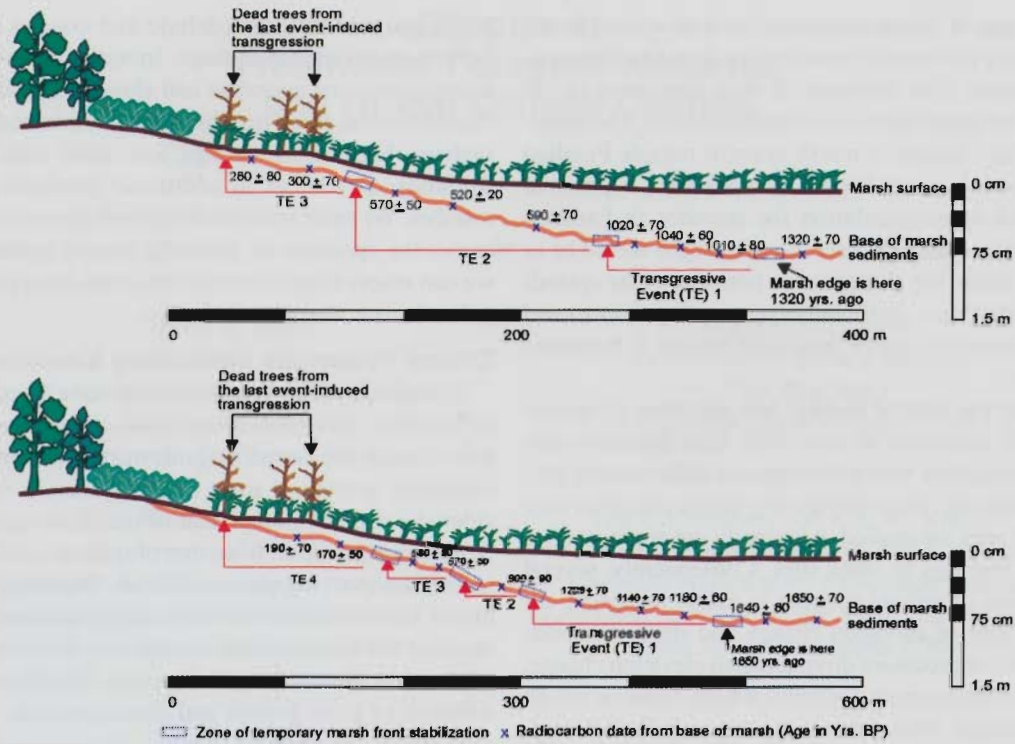 Dead trees from
the last event-induced
transgression
280 ± 80
300 ± 70
TE 3
570 ± 50
520 ± 20
590 ± 70
TE 2
1020 ± 70
1040 ± 60
1010 ± 80
1320 ± 70
Transgressive
Event (TE) 1
Marsh edge is here
1320 yrs. ago
Marsh surface
Base of marsh
sediments
0 cm
75 cm
1.5 m
0
200
400 m
Dead trees from
the last event-induced
transgression
190 ± 70
170 ± 50
TE 4
TE 3
TE 2
900 ± 90
1140 ± 70
1180 ± 60
1640 ± 80
1650 ± 70
Transgressive
Event (TE) 1
Marsh edge is here
1650 yrs. ago
Marsh surface
Base of marsh
sediments
0 cm
75 cm
1.5 m
0
300
600 m
Zone of temporary marsh front stabilization
x Radiocarbon date from base of marsh (Age in Yrs. BP)